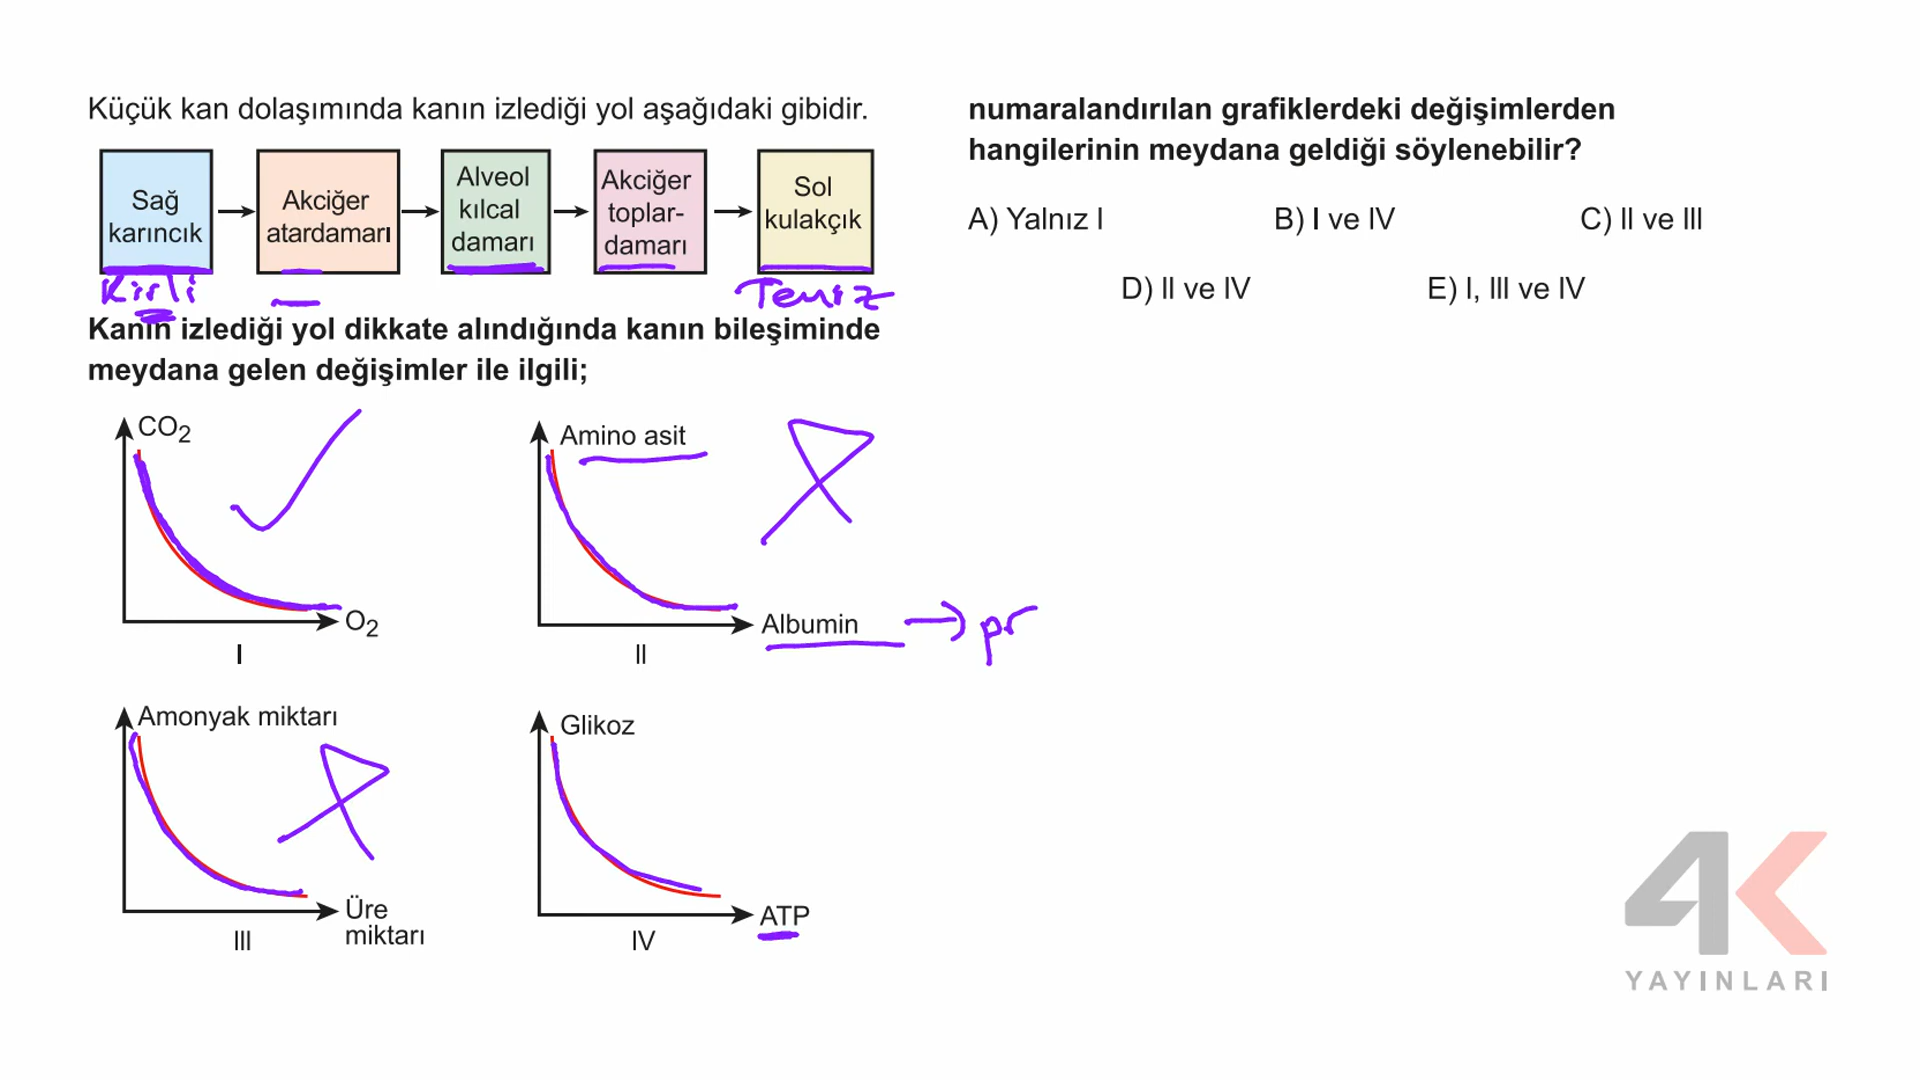 Küçük kan dolaşımında kanın izlediği yol aşağıdaki gibidir.
Sağ
karıncık
Akciğer
atardamarı
Alveol
kılcal
damarı
Akciğer
toplar-
damarı
Sol
kulakçık
Kirli
Temiz
Kanın izlediği yol dikkate alındığında kanın bileşiminde
meydana gelen değişimler ile ilgili;
CO2
O2
I
Amino asit
Albumin
pr
II
Amonyak miktarı
Üre
miktarı
III
Glikoz
ATP
IV
numaralandırılan grafiklerdeki değişimlerden
hangilerinin meydana geldiği söylenebilir?
A) Yalnız I
B) I ve IV
C) II ve III
D) II ve IV
E) I, III ve IV
4K
YAYINLARI